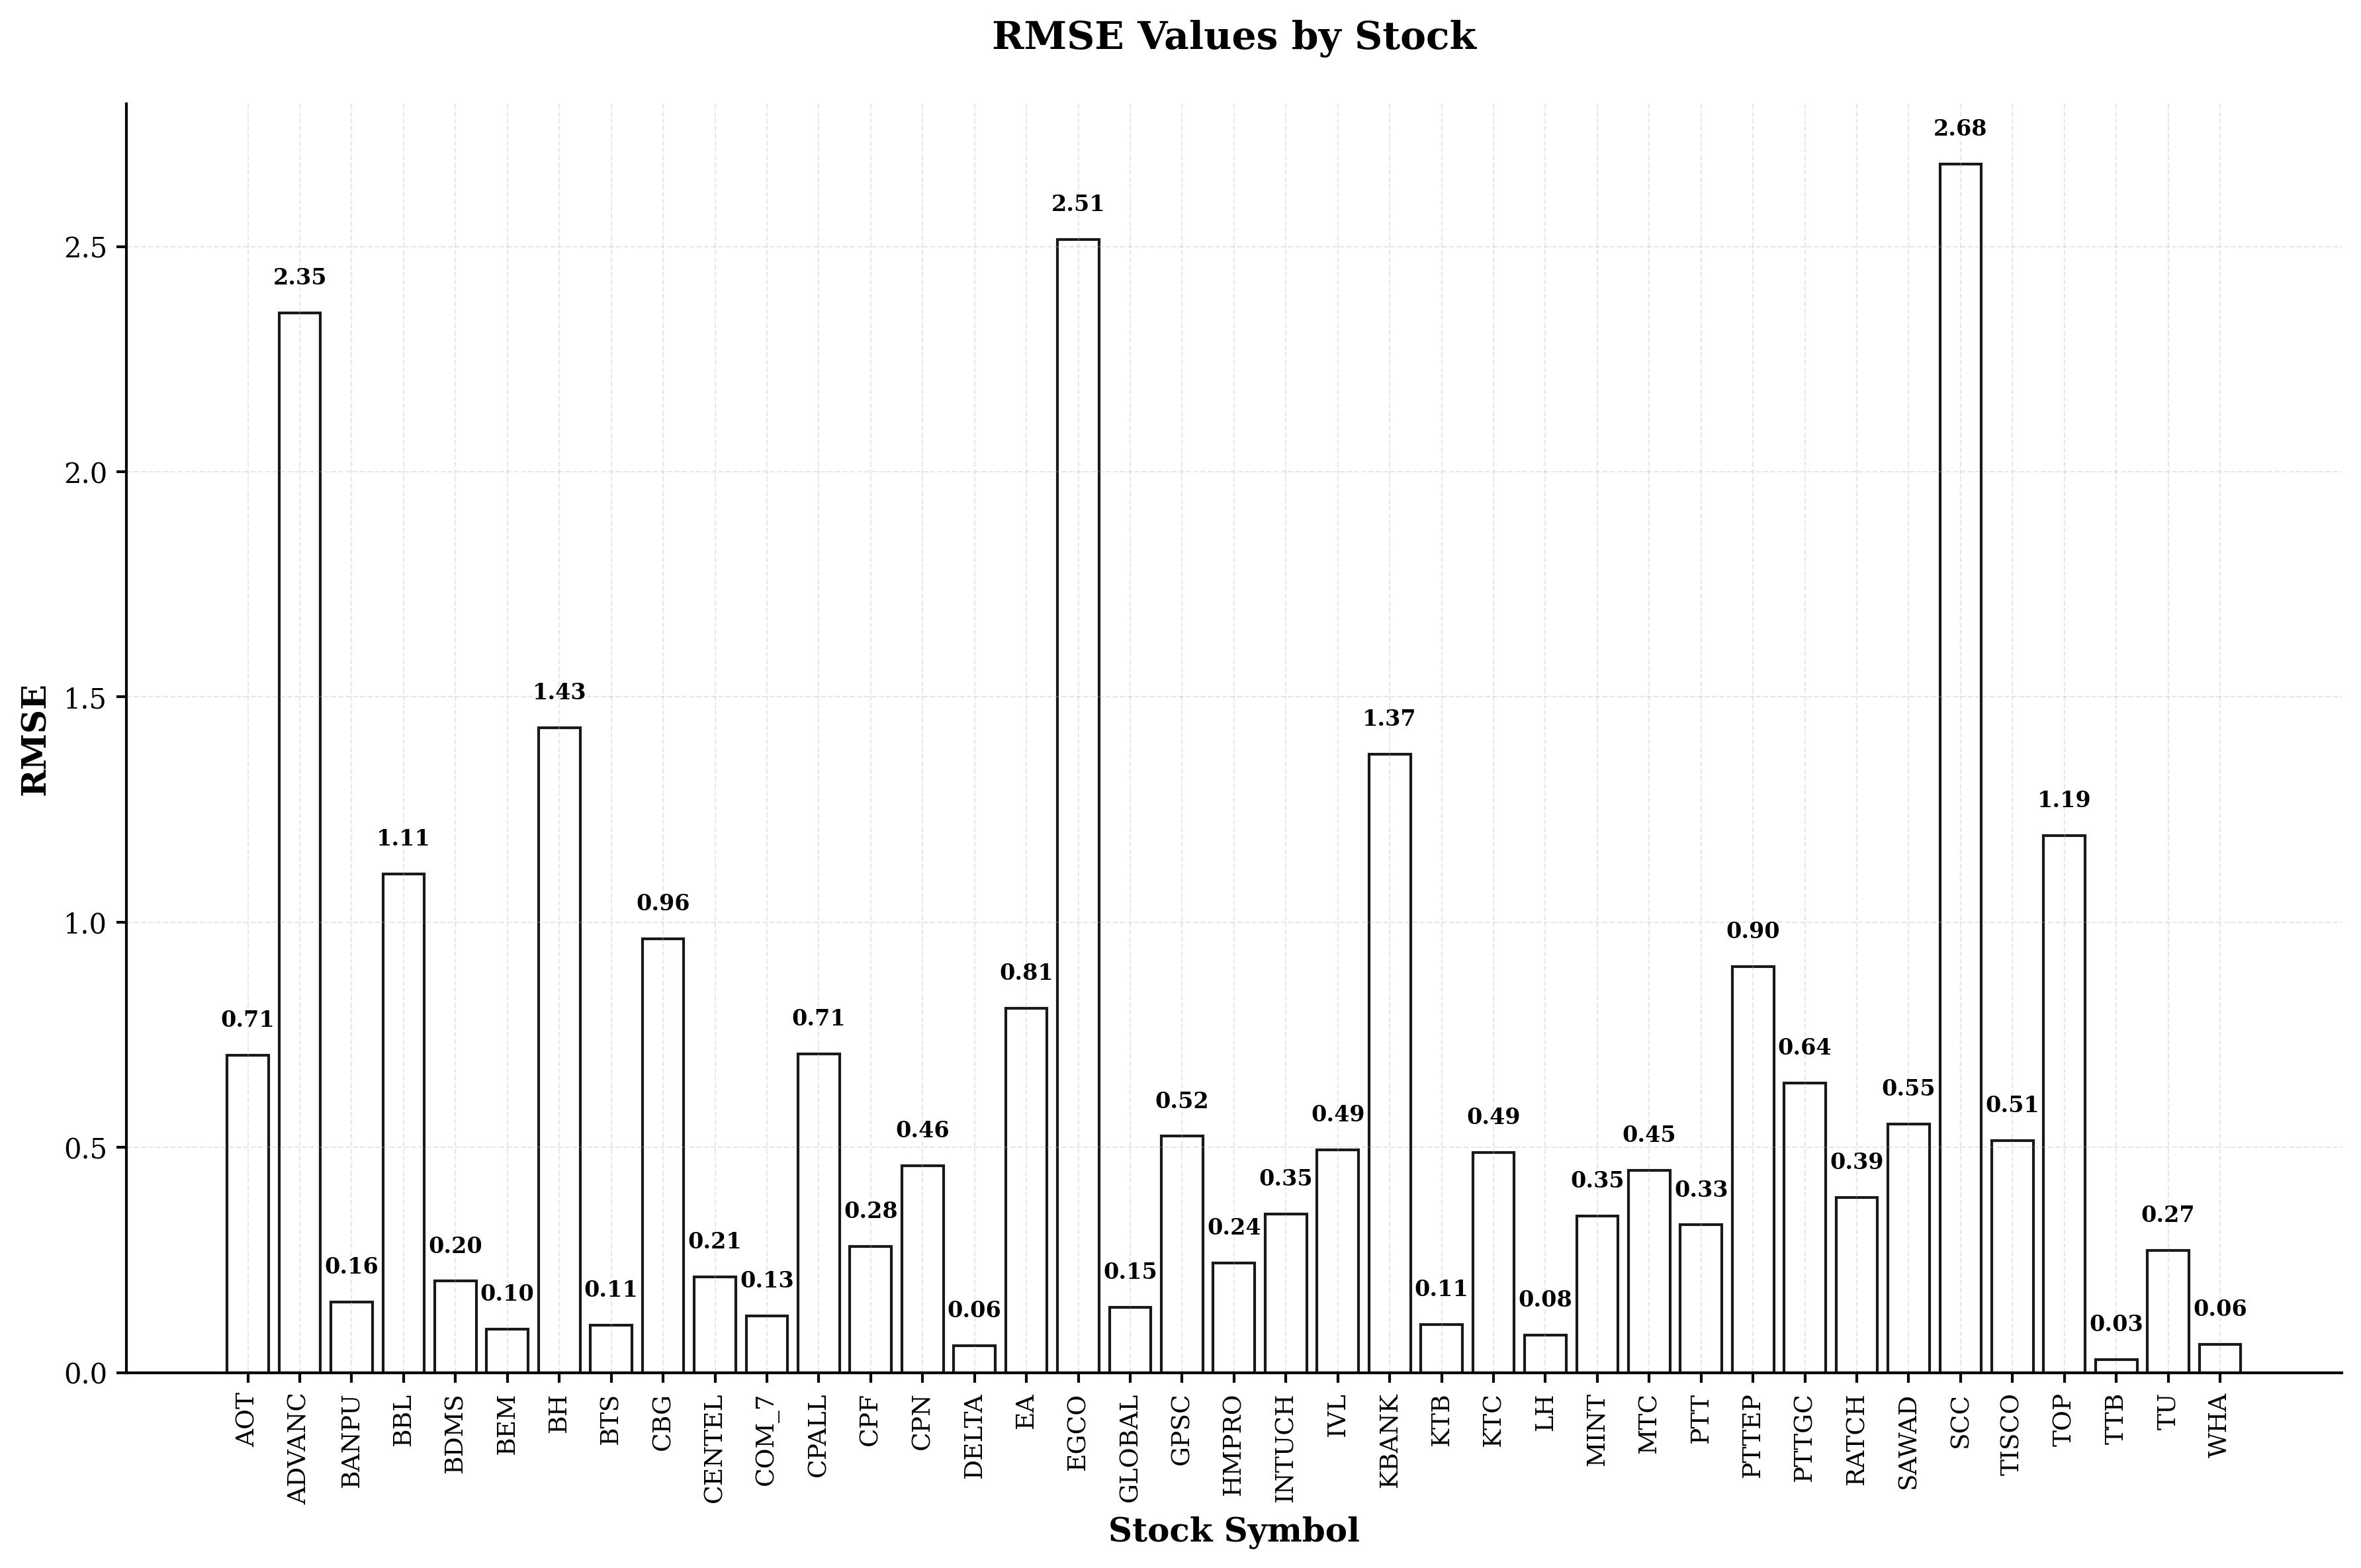 RMSE Values by Stock
RMSE
2.5
2.0
1.5
1.0
0.5
0.0
0.71
2.35
0.16
1.11
0.20
0.10
1.43
0.11
0.96
0.21
0.13
0.71
0.28
0.46
0.06
0.81
2.51
0.15
0.52
0.24
0.35
0.49
1.37
0.11
0.49
0.08
0.35
0.45
0.33
0.90
0.64
0.39
0.55
2.68
0.51
1.19
0.03
0.27
0.06
AOT
ADVANC
BANPU
BBL
BDMS
BEM
BH
BTS
CBG
CENTEL
COM_7
CPALL
CPF
CPN
DELTA
EA
EGCO
GLOBAL
GPSC
HMPRO
INTUCH
IVL
KBANK
KTB
KTC
LH
MINT
MTC
PTT
PTTEP
PTTGC
RATCH
SAWAD
SCC
TISCO
TOP
TTB
TU
WHA
Stock Symbol